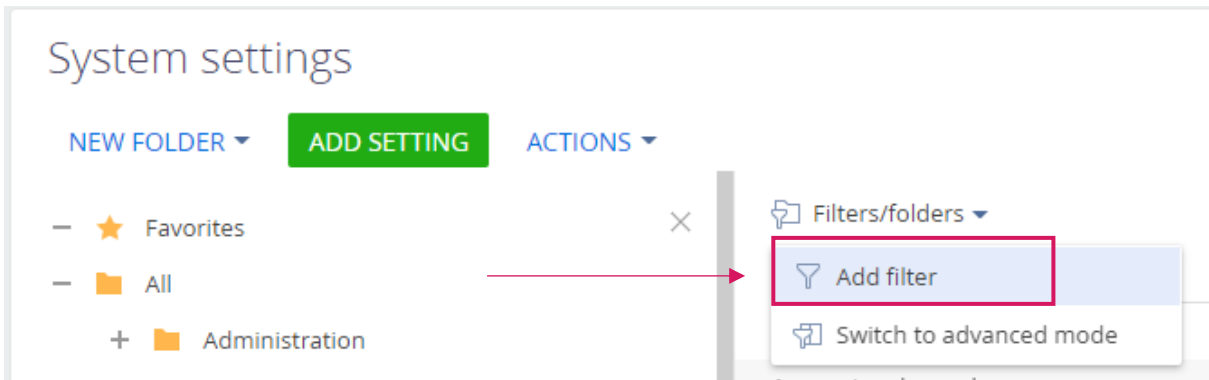 System settings
NEW FOLDER ADD SETTING ACTIONS
Favorites
All
Administration
Filters/folders
Add filter
Switch to advanced mode